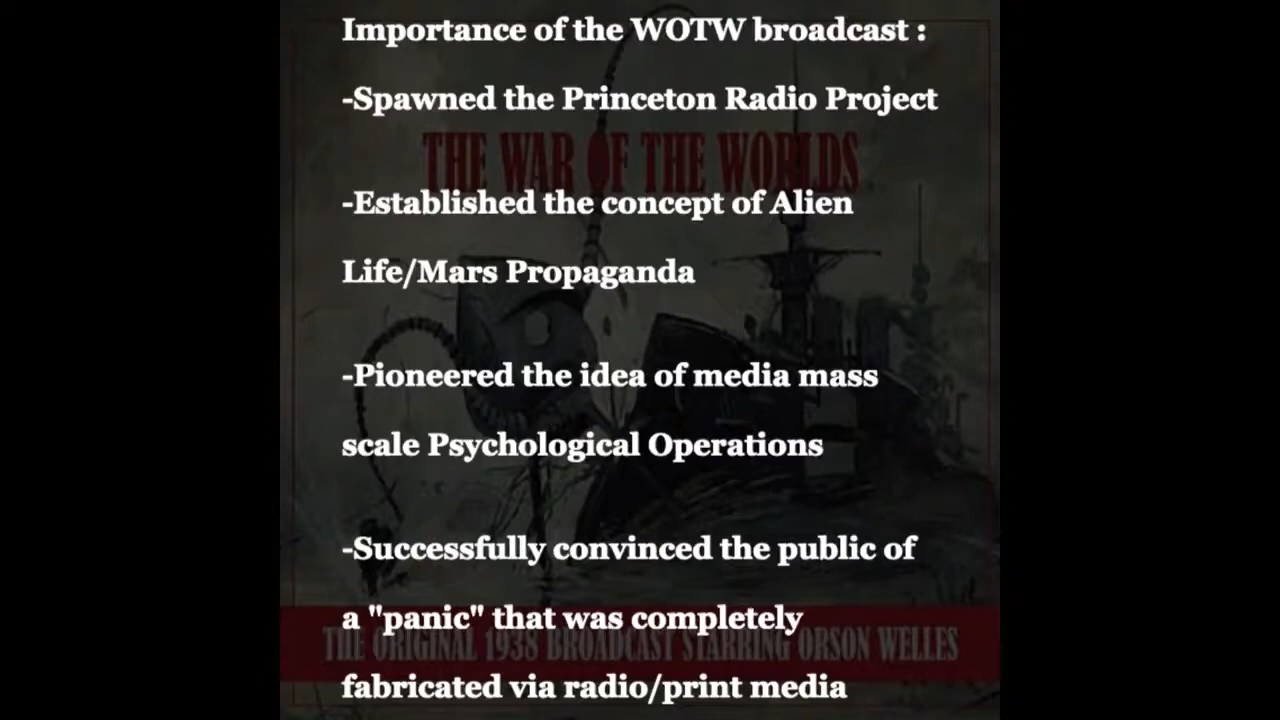 Importance of the WOTW broadcast :
-Spawned the Princeton Radio Project
THE WAR OF THE WORLDS
-Established the concept of Alien
Life/Mars Propaganda
-Pioneered the idea of media mass
scale Psychological Operations
-Successfully convinced the public of
a "panic" that was completely
THE ORIGINAL 1938 BROADCAST STARRING ORSON WELLES
fabricated via radio/print media